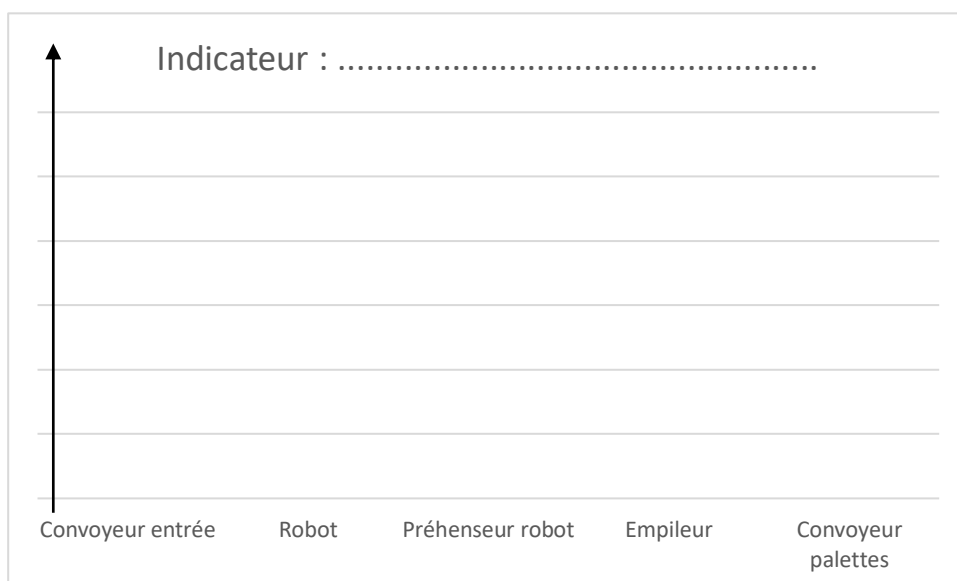 Indicateur : ..................................................
Convoyeur entrée
Robot
Préhenseur robot
Empileur
Convoyeur
palettes